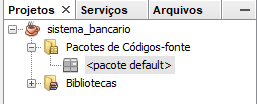 Projetos × Serviços Arquivos
sistema_bancario
Pacotes de Códigos-fonte
<pacote default>
Bibliotecas